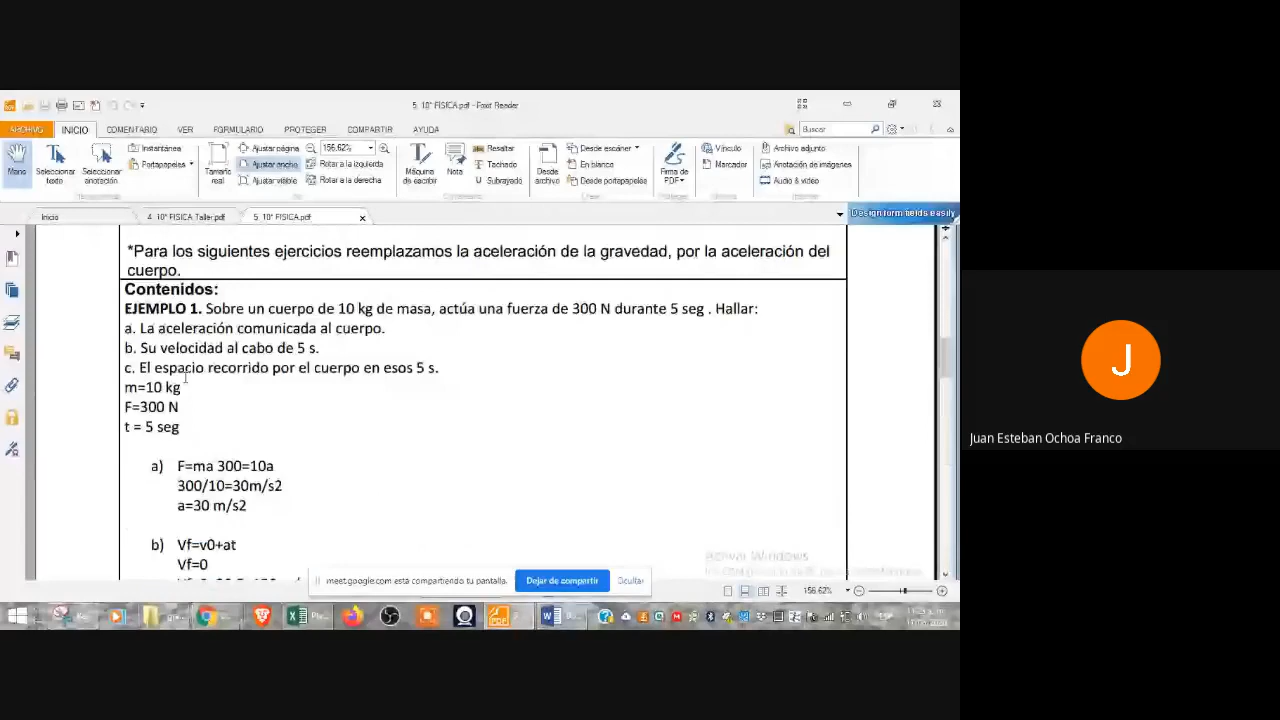 5. 10° FISICA.pdf - Foxit Reader
ARCHIVO INICIO COMENTARIO VER FORMULARIO PROTEGER COMPARTIR AYUDA Buscar
Mano
Seleccionar texto
Seleccionar anotación
Instantánea
Portapapeles
Tamaño real
Ajustar página
Ajustar ancho
Ajustar visible
156.62%
Rotar a la izquierda
Rotar a la derecha
Máquina de escribir
Nota
Resaltar
Tachado
Subrayado
Desde archivo
Desde escáner
En blanco
Desde portapapeles
Firma de PDF
Vínculo
Marcador
Archivo adjunto
Anotación de imágenes
Audio & vídeo
Inicio 4. 10° FISICA Taller.pdf 5. 10° FISICA.pdf Design form fields easily
*Para los siguientes ejercicios reemplazamos la aceleración de la gravedad, por la aceleración del
cuerpo.
Contenidos:
EJEMPLO 1. Sobre un cuerpo de 10 kg de masa, actúa una fuerza de 300 N durante 5 seg . Hallar:
a. La aceleración comunicada al cuerpo.
b. Su velocidad al cabo de 5 s.
c. El espacio recorrido por el cuerpo en esos 5 s.
m=10 kg
F=300 N
t = 5 seg
a) F=ma 300=10a
300/10=30m/s2
a=30 m/s2
b) Vf=v0+at
Vf=0
Activar Windows
meet.google.com está compartiendo tu pantalla. Dejar de compartir Ocultar
156.62%
J
Juan Esteban Ochoa Franco